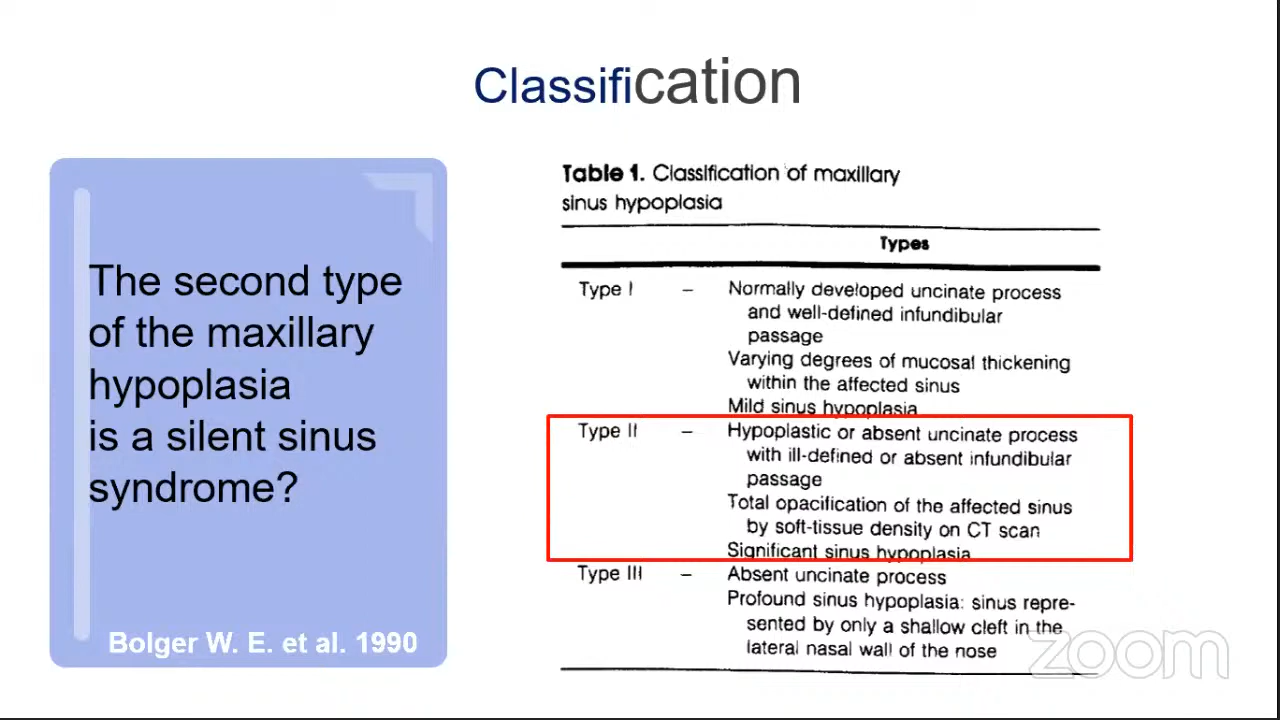 Classification
The second type
of the maxillary
hypoplasia
is a silent sinus
syndrome?
Bolger W. E. et al. 1990
Table 1. Classification of maxillary
sinus hypoplasia
Types
Type I – Normally developed uncinate process
and well-defined infundibular
passage
Varying degrees of mucosal thickening
within the affected sinus
Mild sinus hypoplasia
Type II – Hypoplastic or absent uncinate process
with ill-defined or absent infundibular
passage
Total opacification of the affected sinus
by soft-tissue density on CT scan
Significant sinus hypoplasia
Type III – Absent uncinate process
Profound sinus hypoplasia: sinus repre-
sented by only a shallow cleft in the
lateral nasal wall of the nose
zoom